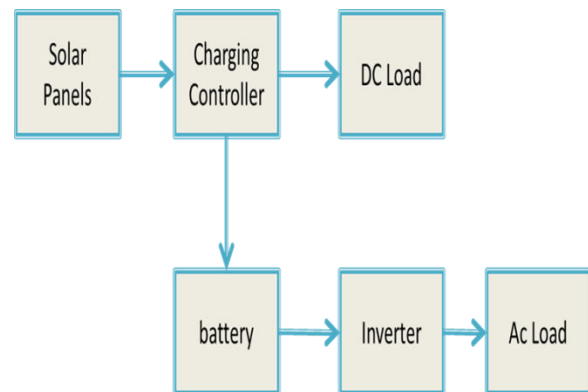 Solar
Panels
Charging
Controller
DC Load
battery
Inverter
Ac Load